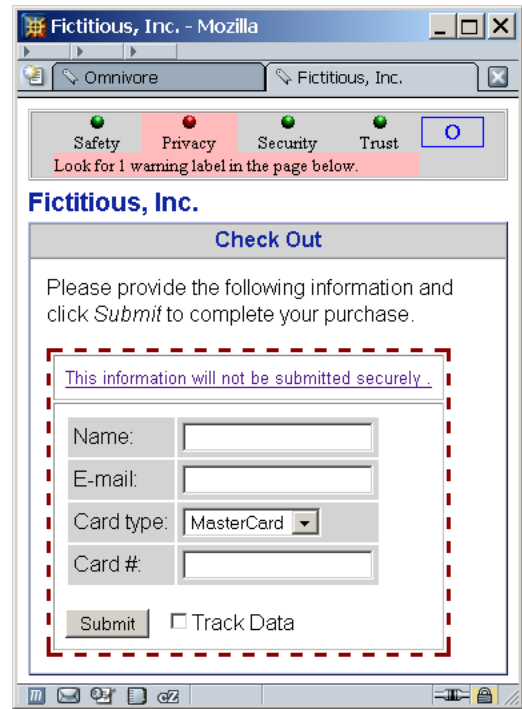 Fictitious, Inc. - Mozilla
Omnivore Fictitious, Inc.
Safety Privacy Security Trust O
Look for 1 warning label in the page below.
Fictitious, Inc.
Check Out
Please provide the following information and
click Submit to complete your purchase.
This information will not be submitted securely .
Name:
E-mail:
Card type: MasterCard
Card #:
Submit Track Data